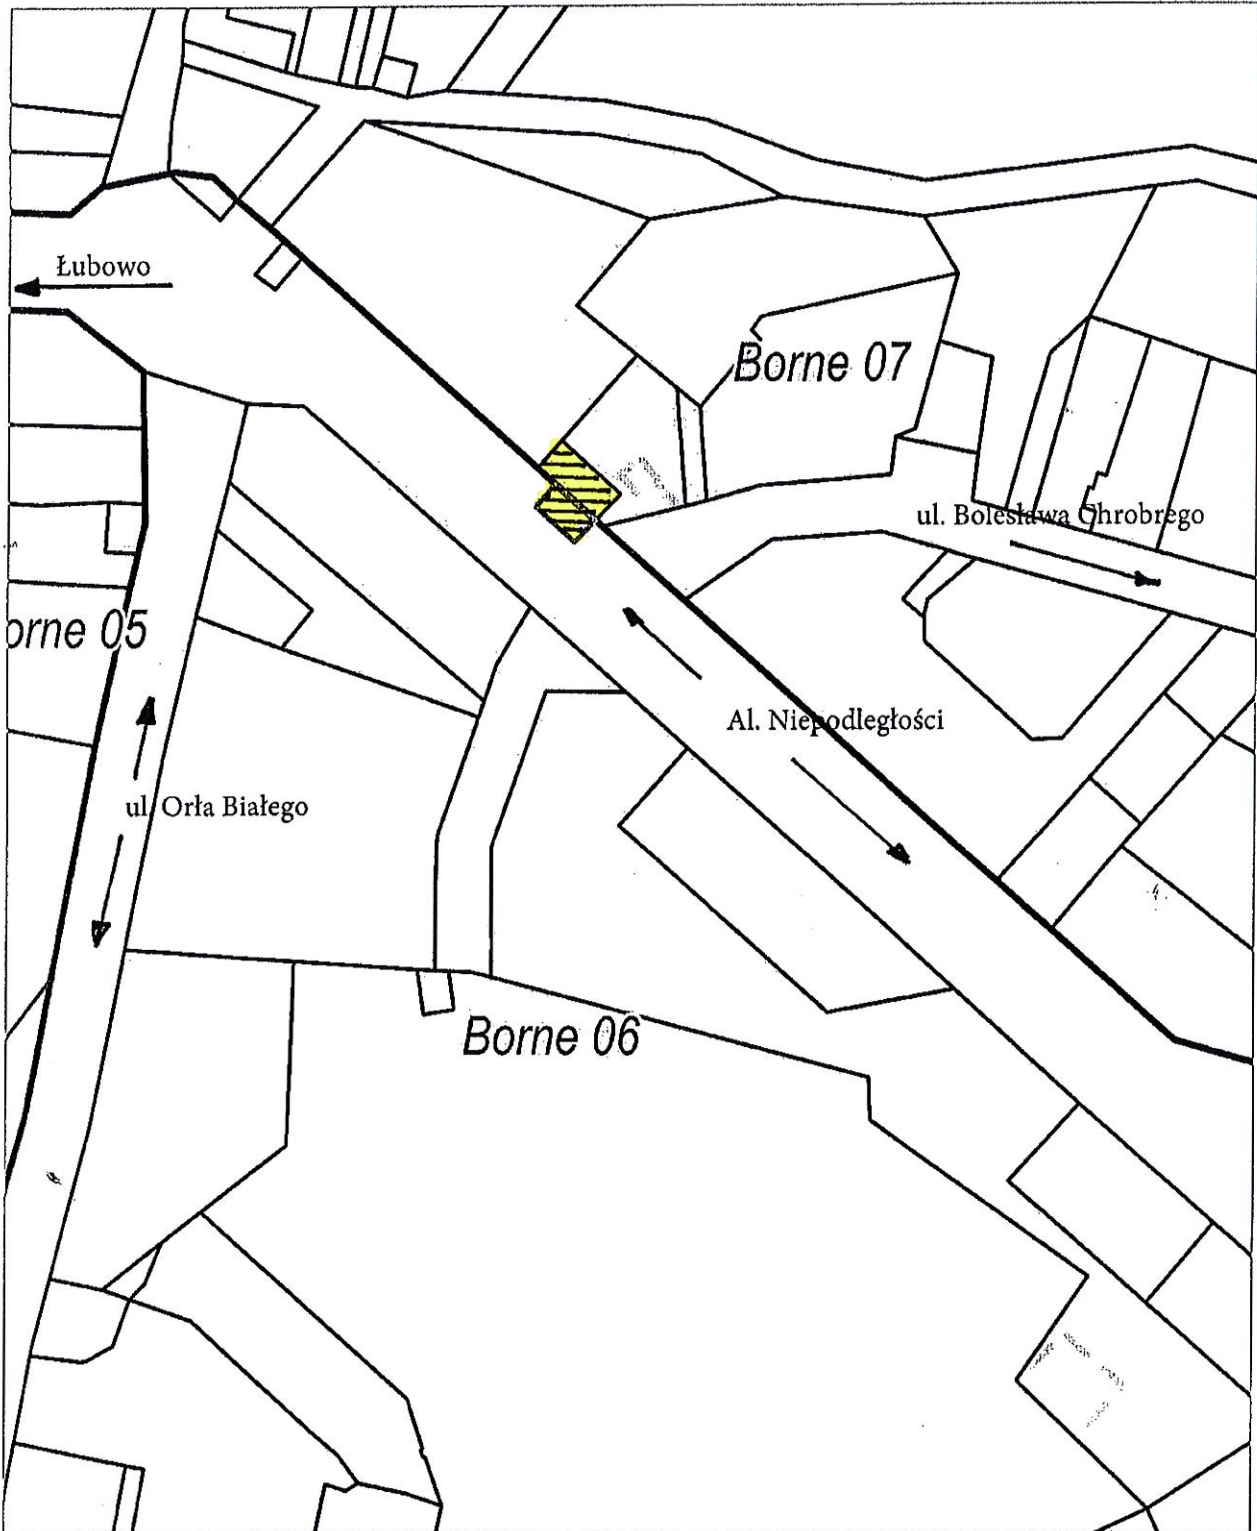 Łubowo
Borne 07
ul. Bolesława Chrobrego
orne 05
Al. Niepodległości
ul. Orła Białego
Borne 06